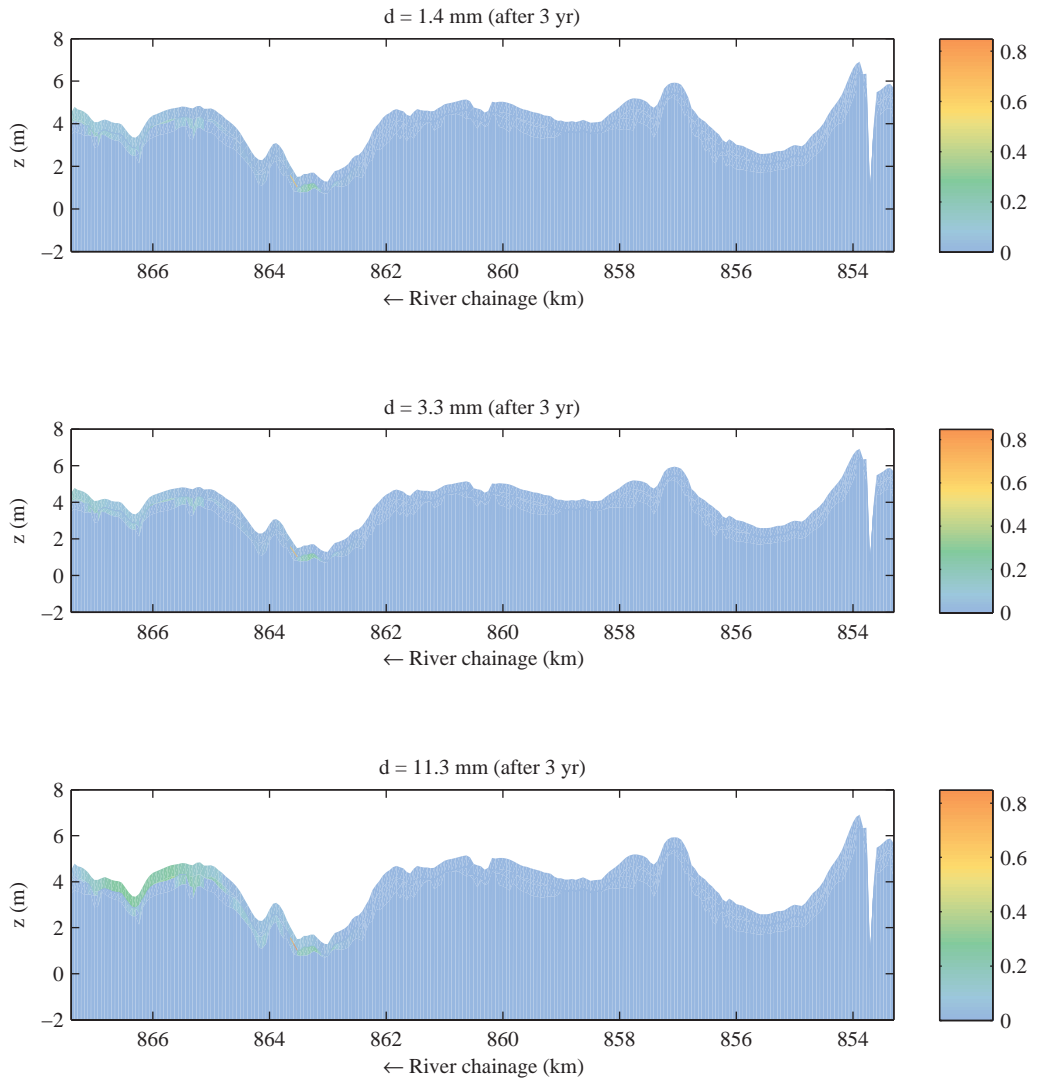 d = 1.4 mm (after 3 yr)
8
6
4
2
0
−2
z (m)
866 864 862 860 858 856 854
← River chainage (km)
0.8
0.6
0.4
0.2
0
d = 3.3 mm (after 3 yr)
8
6
4
2
0
−2
z (m)
866 864 862 860 858 856 854
← River chainage (km)
0.8
0.6
0.4
0.2
0
d = 11.3 mm (after 3 yr)
8
6
4
2
0
−2
z (m)
866 864 862 860 858 856 854
← River chainage (km)
0.8
0.6
0.4
0.2
0